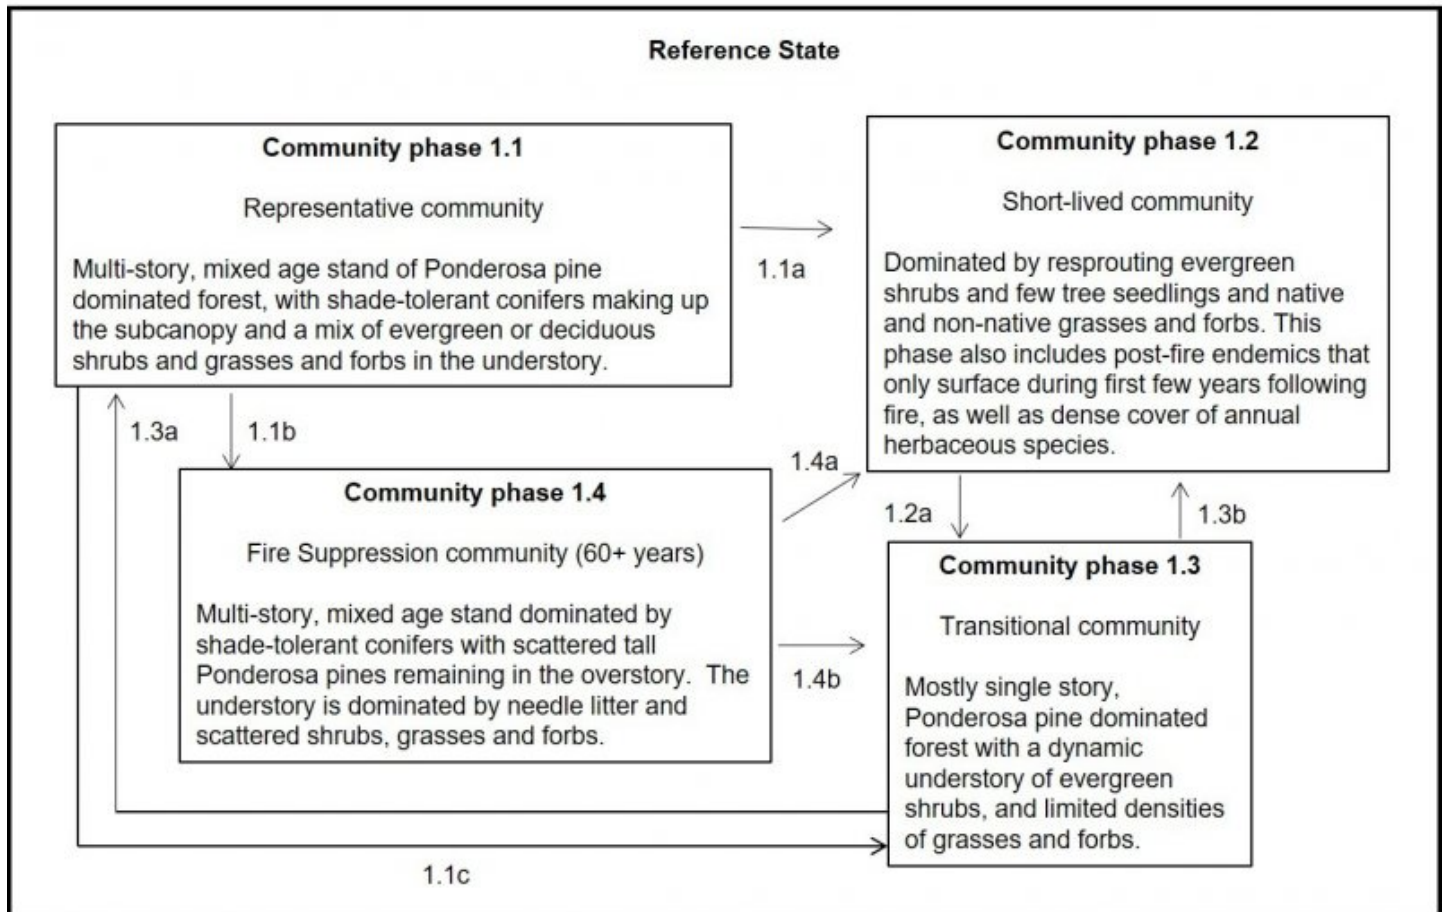 Reference State
Community phase 1.1
Representative community
Multi-story, mixed age stand of Ponderosa pine
dominated forest, with shade-tolerant conifers making up
the subcanopy and a mix of evergreen or deciduous
shrubs and grasses and forbs in the understory.
1.1a
Community phase 1.2
Short-lived community
Dominated by resprouting evergreen
shrubs and few tree seedlings and native
and non-native grasses and forbs. This
phase also includes post-fire endemics that
only surface during first few years following
fire, as well as dense cover of annual
herbaceous species.
1.3a
1.1b
1.4a
Community phase 1.4
Fire Suppression community (60+ years)
Multi-story, mixed age stand dominated by
shade-tolerant conifers with scattered tall
Ponderosa pines remaining in the overstory. The
understory is dominated by needle litter and
scattered shrubs, grasses and forbs.
1.4b
1.2a
1.3b
Community phase 1.3
Transitional community
Mostly single story,
Ponderosa pine dominated
forest with a dynamic
understory of evergreen
shrubs, and limited densities
of grasses and forbs.
1.1c